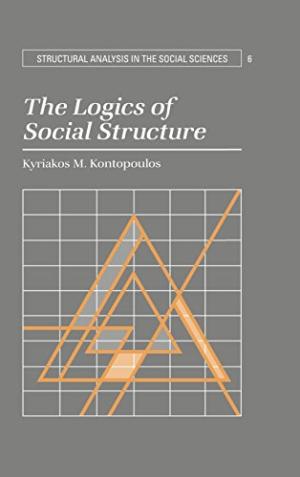 STRUCTURAL ANALYSIS IN THE SOCIAL SCIENCES 6
The Logics of
Social Structure
Kyriakos M. Kontopoulos